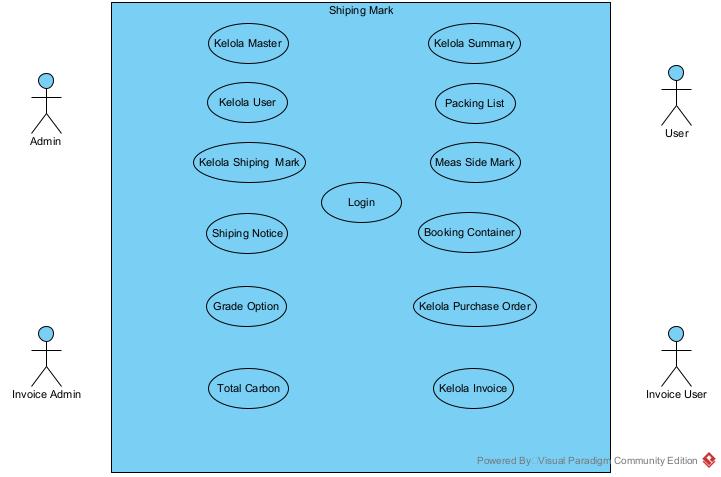 Shiping Mark
Kelola Master
Kelola Summary
Kelola User
Packing List
Admin
User
Kelola Shiping Mark
Meas Side Mark
Login
Shiping Notice
Booking Container
Grade Option
Kelola Purchase Order
Invoice Admin
Total Carbon
Kelola Invoice
Invoice User
Powered By Visual Paradigm Community Edition